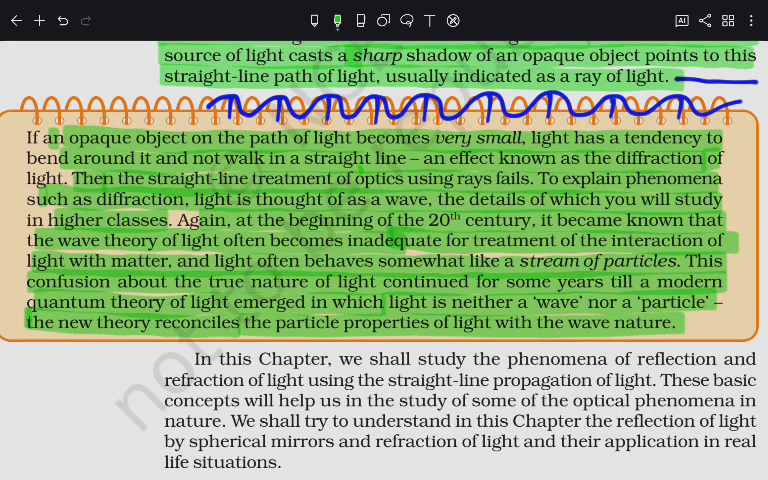 AI
T
source of light casts a sharp shadow of an opaque object points to this
straight-line path of light, usually indicated as a ray of light.
If an opaque object on the path of light becomes very small, light has a tendency to
bend around it and not walk in a straight line – an effect known as the diffraction of
light. Then the straight-line treatment of optics using rays fails. To explain phenomena
such as diffraction, light is thought of as a wave, the details of which you will study
in higher classes. Again, at the beginning of the 20th century, it became known that
the wave theory of light often becomes inadequate for treatment of the interaction of
light with matter, and light often behaves somewhat like a stream of particles. This
confusion about the true nature of light continued for some years till a modern
quantum theory of light emerged in which light is neither a ‘wave’ nor a ‘particle’ –
the new theory reconciles the particle properties of light with the wave nature.
In this Chapter, we shall study the phenomena of reflection and
refraction of light using the straight-line propagation of light. These basic
concepts will help us in the study of some of the optical phenomena in
nature. We shall try to understand in this Chapter the reflection of light
by spherical mirrors and refraction of light and their application in real
life situations.
not to